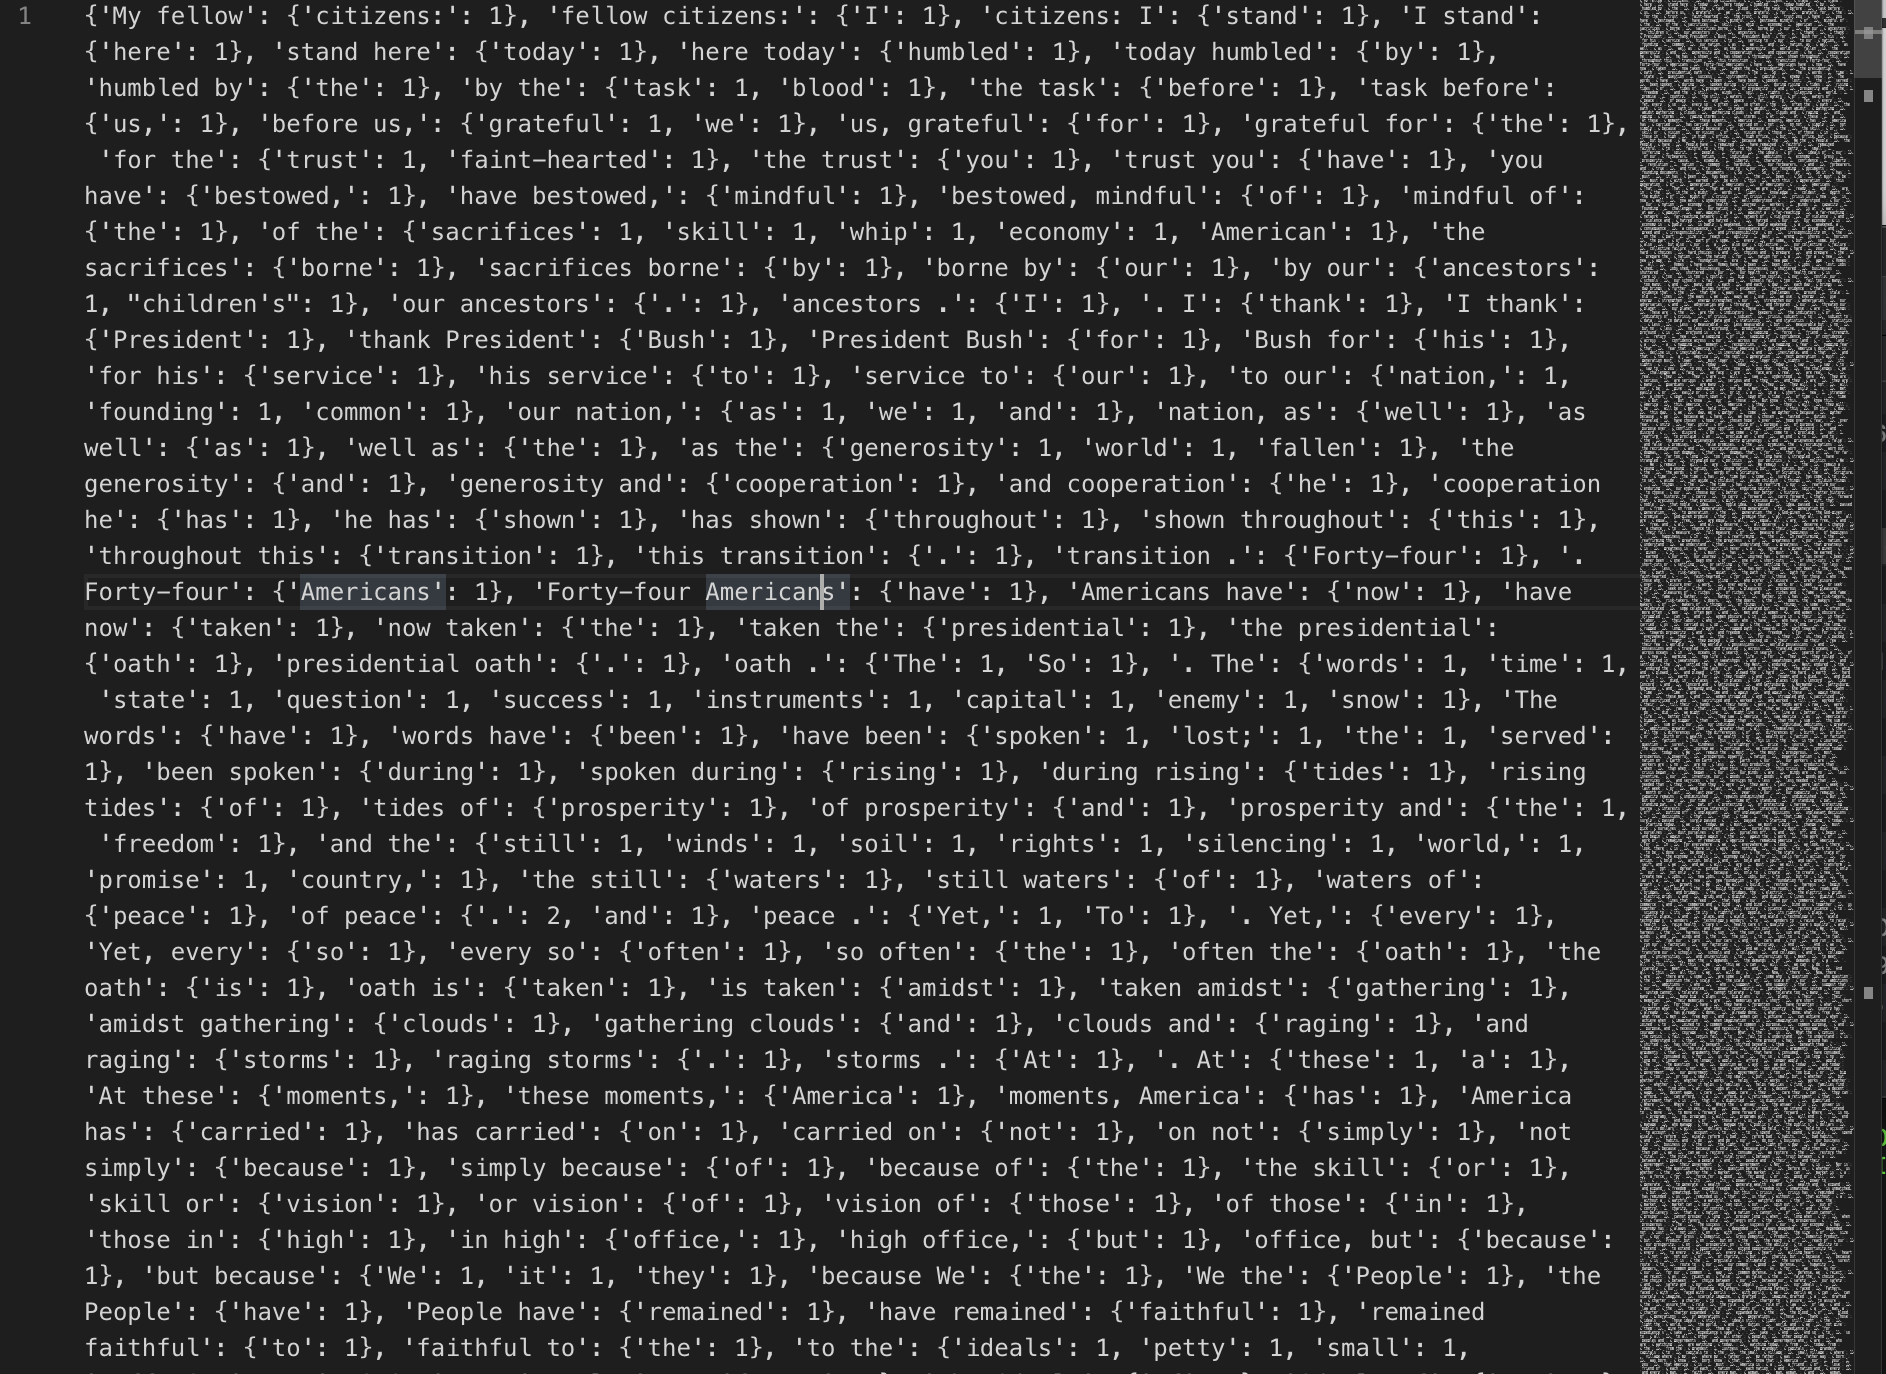 1 {'My fellow': {'citizens:': 1}, 'fellow citizens:': {'I': 1}, 'citizens: I': {'stand': 1}, 'I stand':
{'here': 1}, 'stand here': {'today': 1}, 'here today': {'humbled': 1}, 'today humbled': {'by': 1},
'humbled by': {'the': 1}, 'by the': {'task': 1, 'blood': 1}, 'the task': {'before': 1}, 'task before':
{'us,': 1}, 'before us,': {'grateful': 1, 'we': 1}, 'us, grateful': {'for': 1}, 'grateful for': {'the': 1},
'for the': {'trust': 1, 'faint-hearted': 1}, 'the trust': {'you': 1}, 'trust you': {'have': 1}, 'you
have': {'bestowed,': 1}, 'have bestowed,': {'mindful': 1}, 'bestowed, mindful': {'of': 1}, 'mindful of':
{'the': 1}, 'of the': {'sacrifices': 1, 'skill': 1, 'whip': 1, 'economy': 1, 'American': 1}, 'the
sacrifices': {'borne': 1}, 'sacrifices borne': {'by': 1}, 'borne by': {'our': 1}, 'by our': {'ancestors':
1, "children's": 1}, 'our ancestors': {'.': 1}, 'ancestors .': {'I': 1}, '. I': {'thank': 1}, 'I thank':
{'President': 1}, 'thank President': {'Bush': 1}, 'President Bush': {'for': 1}, 'Bush for': {'his': 1},
'for his': {'service': 1}, 'his service': {'to': 1}, 'service to': {'our': 1}, 'to our': {'nation,': 1,
'founding': 1, 'common': 1}, 'our nation,': {'as': 1, 'we': 1, 'and': 1}, 'nation, as': {'well': 1}, 'as
well': {'as': 1}, 'well as': {'the': 1}, 'as the': {'generosity': 1, 'world': 1, 'fallen': 1}, 'the
generosity': {'and': 1}, 'generosity and': {'cooperation': 1}, 'and cooperation': {'he': 1}, 'cooperation
he': {'has': 1}, 'he has': {'shown': 1}, 'has shown': {'throughout': 1}, 'shown throughout': {'this': 1},
'throughout this': {'transition': 1}, 'this transition': {'.': 1}, 'transition .': {'Forty-four': 1}, '.
Forty-four': {'Americans': 1}, 'Forty-four Americans': {'have': 1}, 'Americans have': {'now': 1}, 'have
now': {'taken': 1}, 'now taken': {'the': 1}, 'taken the': {'presidential': 1}, 'the presidential':
{'oath': 1}, 'presidential oath': {'.': 1}, 'oath .': {'The': 1, 'So': 1}, '. The': {'words': 1, 'time': 1,
'state': 1, 'question': 1, 'success': 1, 'instruments': 1, 'capital': 1, 'enemy': 1, 'snow': 1}, 'The
words': {'have': 1}, 'words have': {'been': 1}, 'have been': {'spoken': 1, 'lost;': 1, 'the': 1, 'served':
1}, 'been spoken': {'during': 1}, 'spoken during': {'rising': 1}, 'during rising': {'tides': 1}, 'rising
tides': {'of': 1}, 'tides of': {'prosperity': 1}, 'of prosperity': {'and': 1}, 'prosperity and': {'the': 1,
'freedom': 1}, 'and the': {'still': 1, 'winds': 1, 'soil': 1, 'rights': 1, 'silencing': 1, 'world,': 1,
'promise': 1, 'country,': 1}, 'the still': {'waters': 1}, 'still waters': {'of': 1}, 'waters of':
{'peace': 1}, 'of peace': {'.': 2, 'and': 1}, 'peace .': {'Yet,': 1, 'To': 1}, '. Yet,': {'every': 1},
'Yet, every': {'so': 1}, 'every so': {'often': 1}, 'so often': {'the': 1}, 'often the': {'oath': 1}, 'the
oath': {'is': 1}, 'oath is': {'taken': 1}, 'is taken': {'amidst': 1}, 'taken amidst': {'gathering': 1},
'amidst gathering': {'clouds': 1}, 'gathering clouds': {'and': 1}, 'clouds and': {'raging': 1}, 'and
raging': {'storms': 1}, 'raging storms': {'.': 1}, 'storms .': {'At': 1}, '. At': {'these': 1, 'a': 1},
'At these': {'moments,': 1}, 'these moments,': {'America': 1}, 'moments, America': {'has': 1}, 'America
has': {'carried': 1}, 'has carried': {'on': 1}, 'carried on': {'not': 1}, 'on not': {'simply': 1}, 'not
simply': {'because': 1}, 'simply because': {'of': 1}, 'because of': {'the': 1}, 'the skill': {'or': 1},
'skill or': {'vision': 1}, 'or vision': {'of': 1}, 'vision of': {'those': 1}, 'of those': {'in': 1},
'those in': {'high': 1}, 'in high': {'office,': 1}, 'high office,': {'but': 1}, 'office, but': {'because':
1}, 'but because': {'We': 1, 'it': 1, 'they': 1}, 'because We': {'the': 1}, 'We the': {'People': 1}, 'the
People': {'have': 1}, 'People have': {'remained': 1}, 'have remained': {'faithful': 1}, 'remained
faithful': {'to': 1}, 'faithful to': {'the': 1}, 'to the': {'ideals': 1, 'petty': 1, 'small': 1,